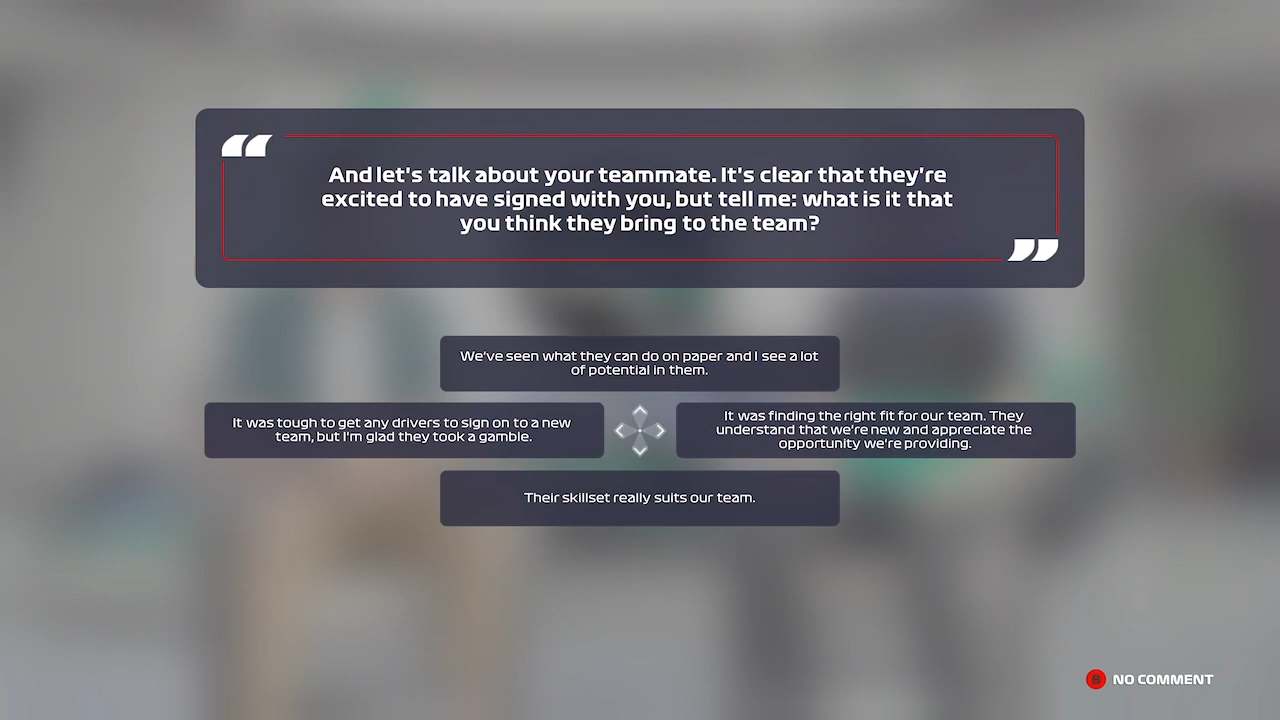 And let's talk about your teammate. It's clear that they're
excited to have signed with you, but tell me: what is it that
you think they bring to the team?
We've seen what they can do on paper and I see a lot
of potential in them.
It was tough to get any drivers to sign on to a new
team, but I'm glad they took a gamble.
It was finding the right fit for our team. They
understand that we're new and appreciate the
opportunity we're providing.
Their skillset really suits our team.
B NO COMMENT